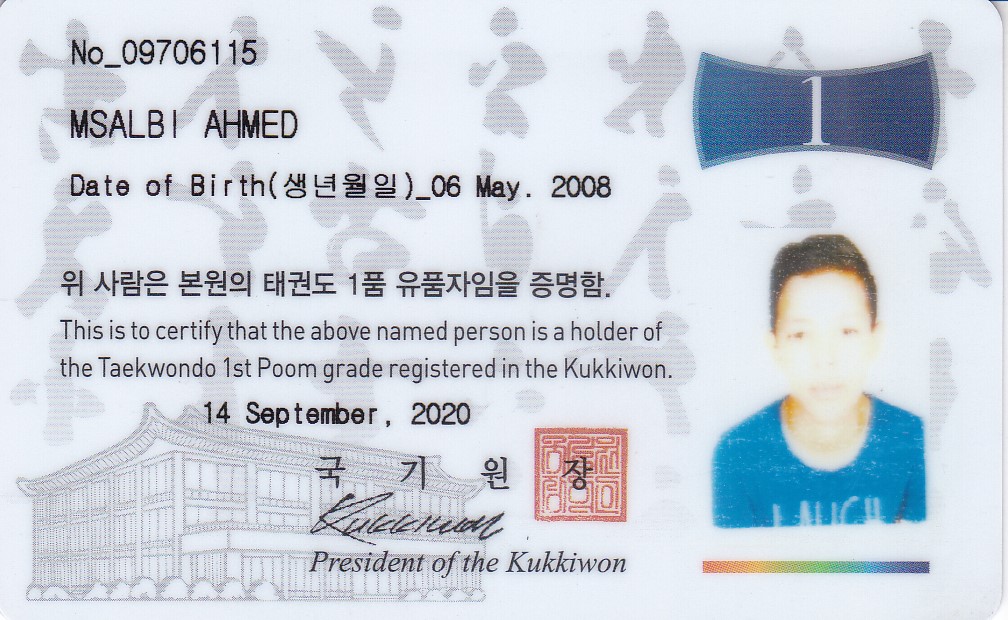 No_09706115
1
MSALBI AHMED
Date of Birth(생년월일)_06 May. 2008
위 사람은 본원의 태권도 1품 유품자임을 증명함.
This is to certify that the above named person is a holder of
the Taekwondo 1st Poom grade registered in the Kukkiwon.
14 September, 2020
국 기 원 장
Kukkiwon
President of the Kukkiwon
LAUGH